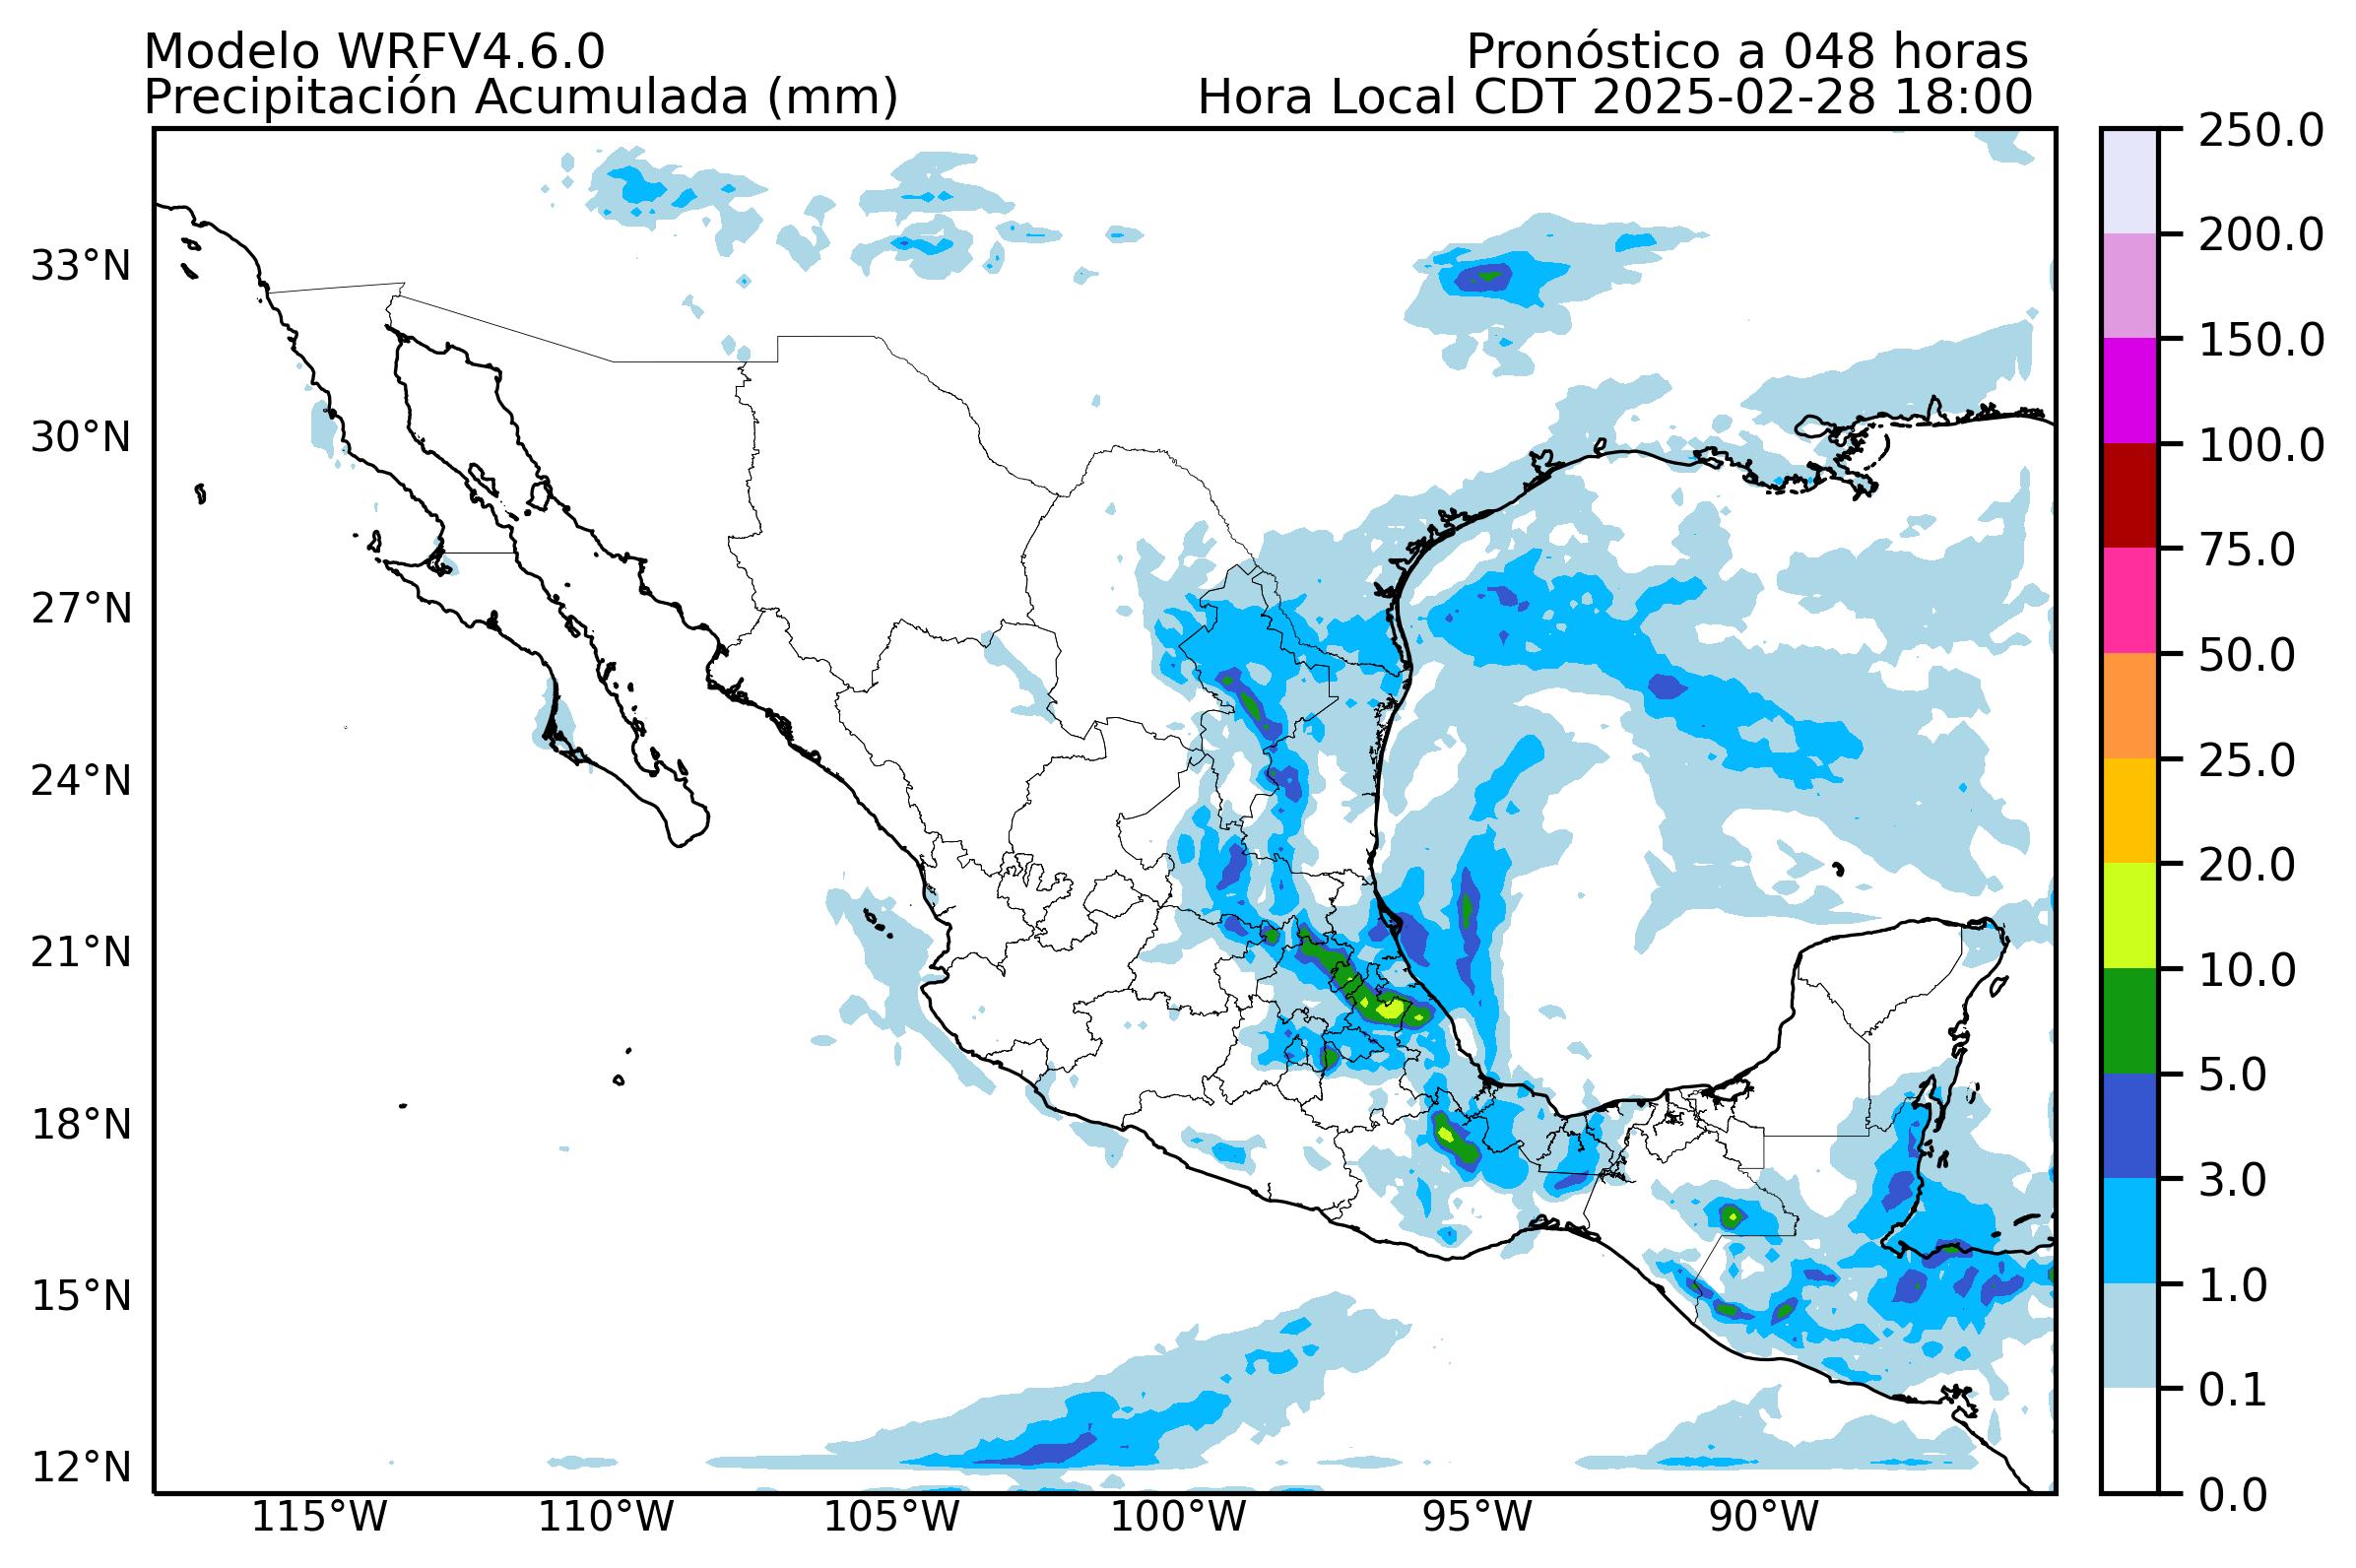 Modelo WRFV4.6.0
Pronóstico a 048 horas
Precipitación Acumulada (mm)
Hora Local CDT 2025-02-28 18:00
33°N
30°N
27°N
24°N
21°N
18°N
15°N
12°N
115°W
110°W
105°W
100°W
95°W
90°W
250.0
200.0
150.0
100.0
75.0
50.0
25.0
20.0
10.0
5.0
3.0
1.0
0.1
0.0